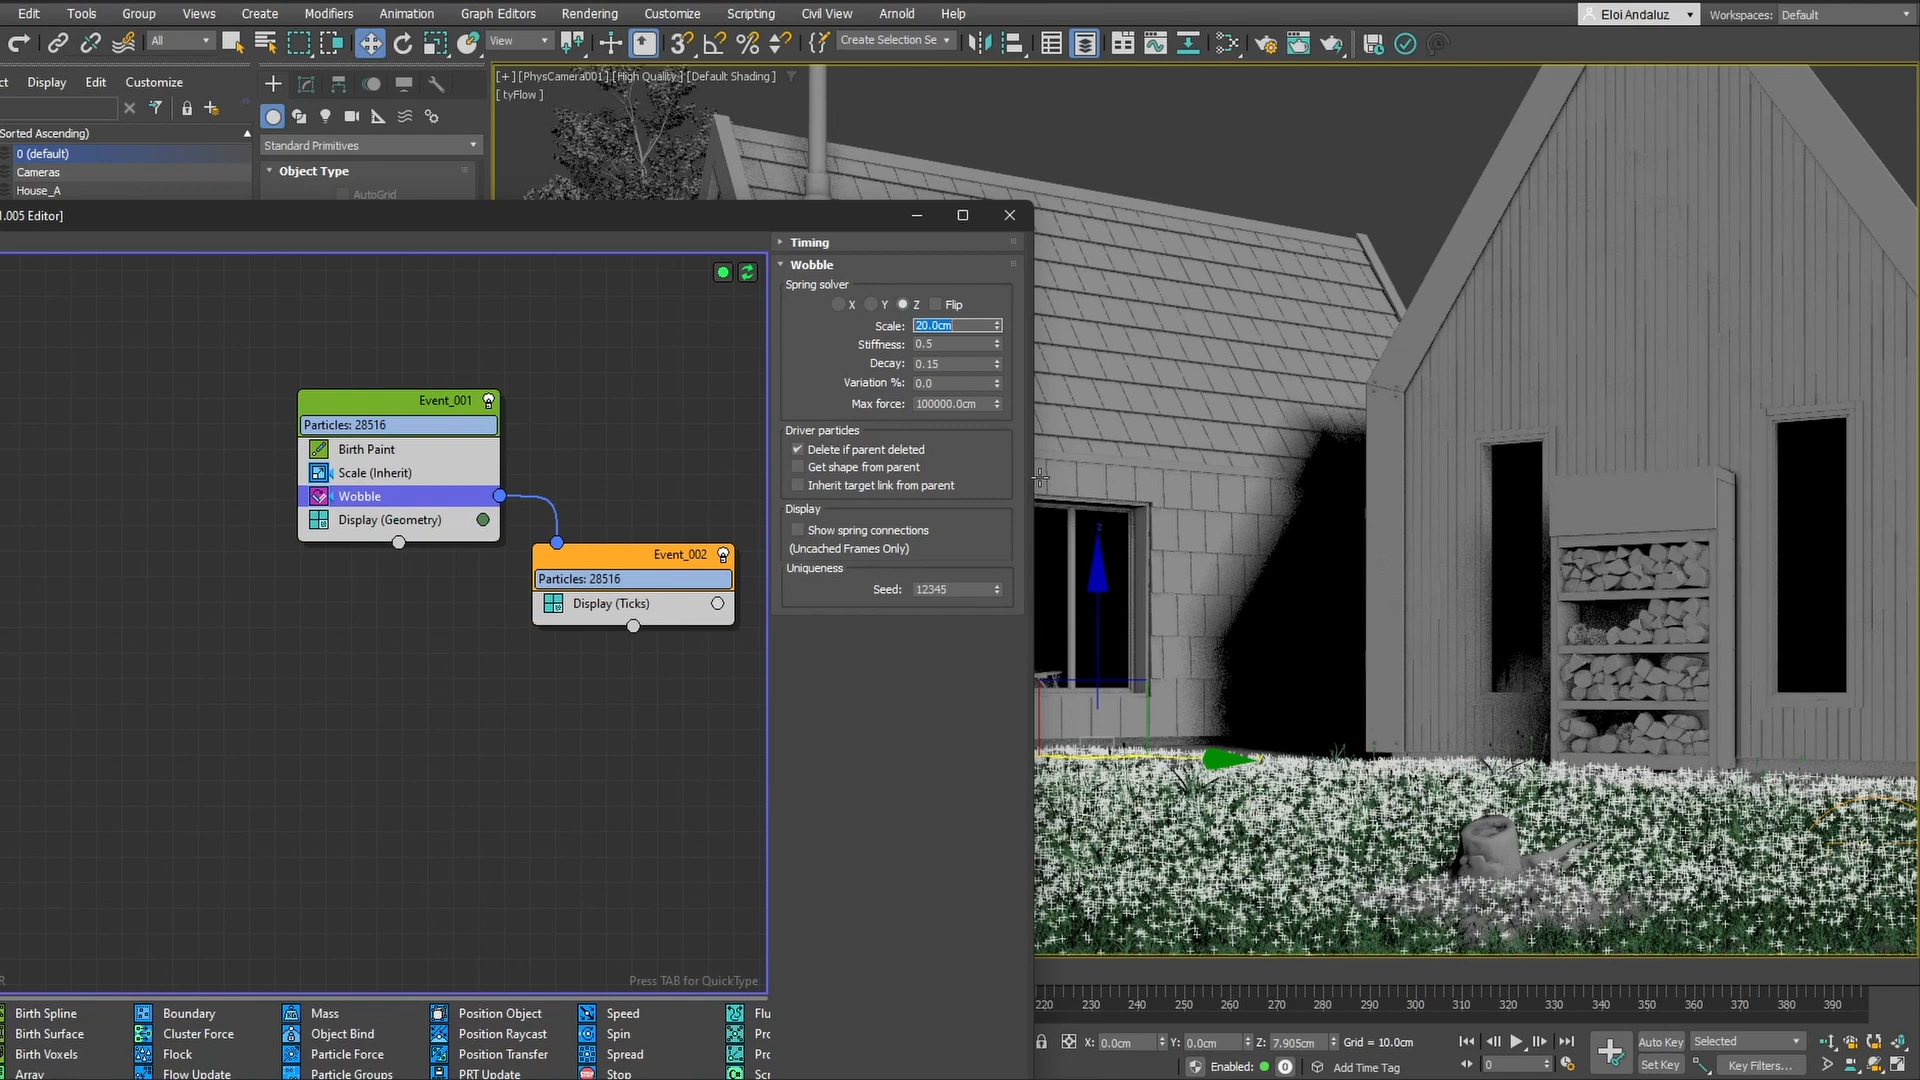 Edit Tools Group Views Create Modifiers Animation Graph Editors Rendering Customize Scripting Civil View Arnold Help Eloi Andaluz Workspaces: Default
All View Create Selection Se
Display Edit Customize
[+] [PhysCamera001] [High Quality] [Default Shading]
[ tyFlow ]
Sorted Ascending)
0 (default)
Cameras
House_A
Standard Primitives
Object Type
AutoGrid
.005 Editor]
Timing
Wobble
Spring solver
X Y Z Flip
Scale: 20.0cm
Stiffness: 0.5
Decay: 0.15
Variation %: 0.0
Max force: 100000.0cm
Driver particles
Delete if parent deleted
Get shape from parent
Inherit target link from parent
Display
Show spring connections
(Uncached Frames Only)
Uniqueness
Seed: 12345
Event_001
Particles: 28516
Birth Paint
Scale (Inherit)
Wobble
Display (Geometry)
Event_002
Particles: 28516
Display (Ticks)
z
Press TAB for QuickType
Birth Spline Boundary Mass Position Object Speed Flu
Birth Surface Cluster Force Object Bind Position Raycast Spin Pro
Birth Voxels Flock Particle Force Position Transfer Spread Pro
Array Flow Update Particle Groups PRT Update Stop Scr
220 230 240 250 260 270 280 290 300 310 320 330 340 350 360 370 380 390
X: 0.0cm Y: 0.0cm Z: 7.905cm Grid = 10.0cm
Auto Key Selected
Enabled: 0 Add Time Tag
0 Set Key Key Filters...